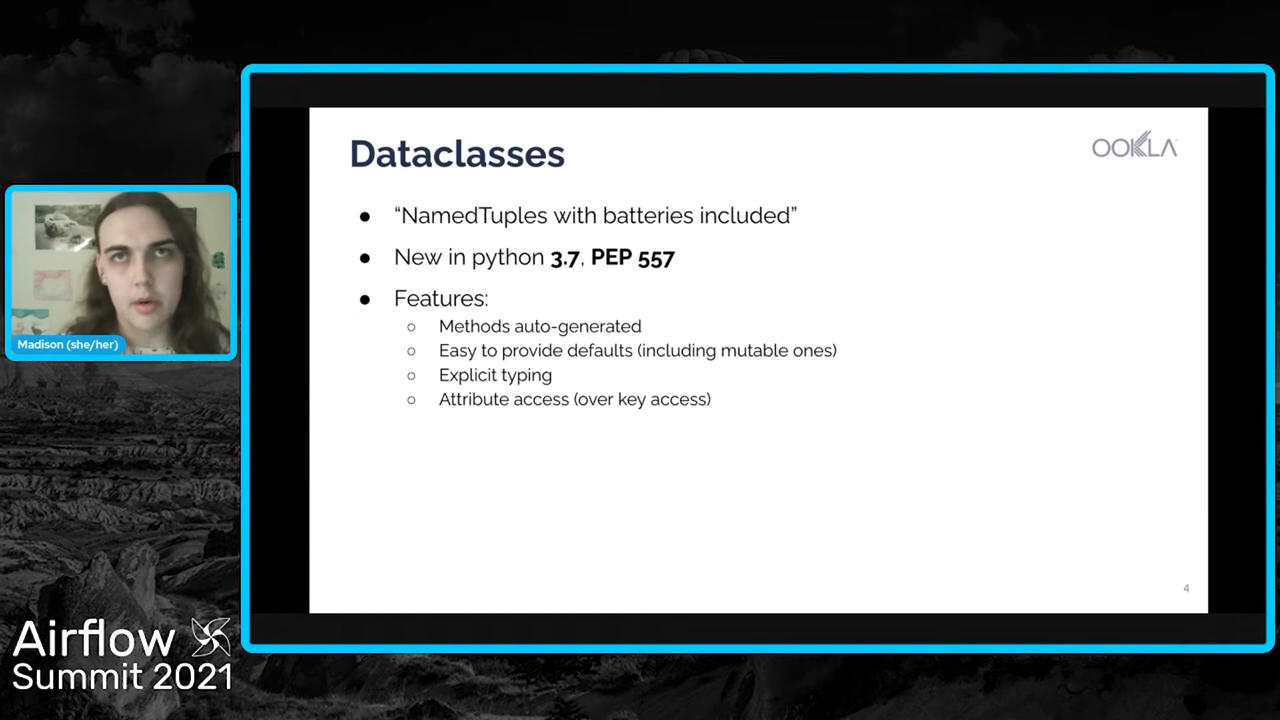 Dataclasses
OOKLA
● “NamedTuples with batteries included”
● New in python 3.7, PEP 557
● Features:
○ Methods auto-generated
○ Easy to provide defaults (including mutable ones)
○ Explicit typing
○ Attribute access (over key access)
4
Madison (she/her)
Airflow
Summit 2021